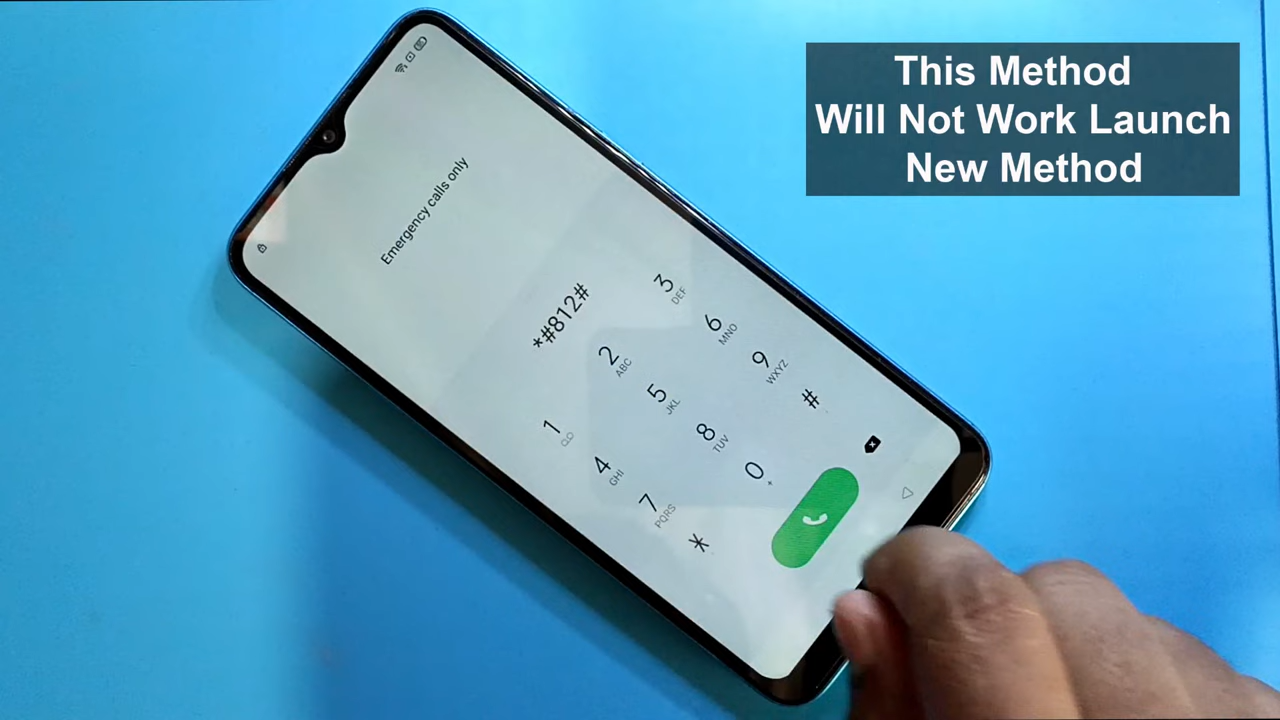 This Method
Will Not Work Launch
New Method
Emergency calls only
*#812#
1
2 ABC
3 DEF
4 GHI
5 JKL
6 MNO
7 PQRS
8 TUV
9 WXYZ
*
0 +
#